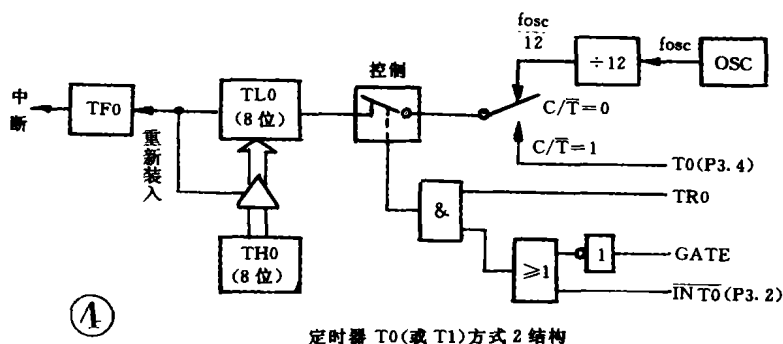 fosc
12
fosc
÷12
OSC
控制
TL0
(8位)
TF0
中断
C/T̅=0
重新装入
C/T̅=1
T0(P3.4)
&
TR0
TH0
(8位)
≥1
1
GATE
I̅N̅T̅0̅(P3.2)
④
定时器 T0(或 T1)方式 2 结构